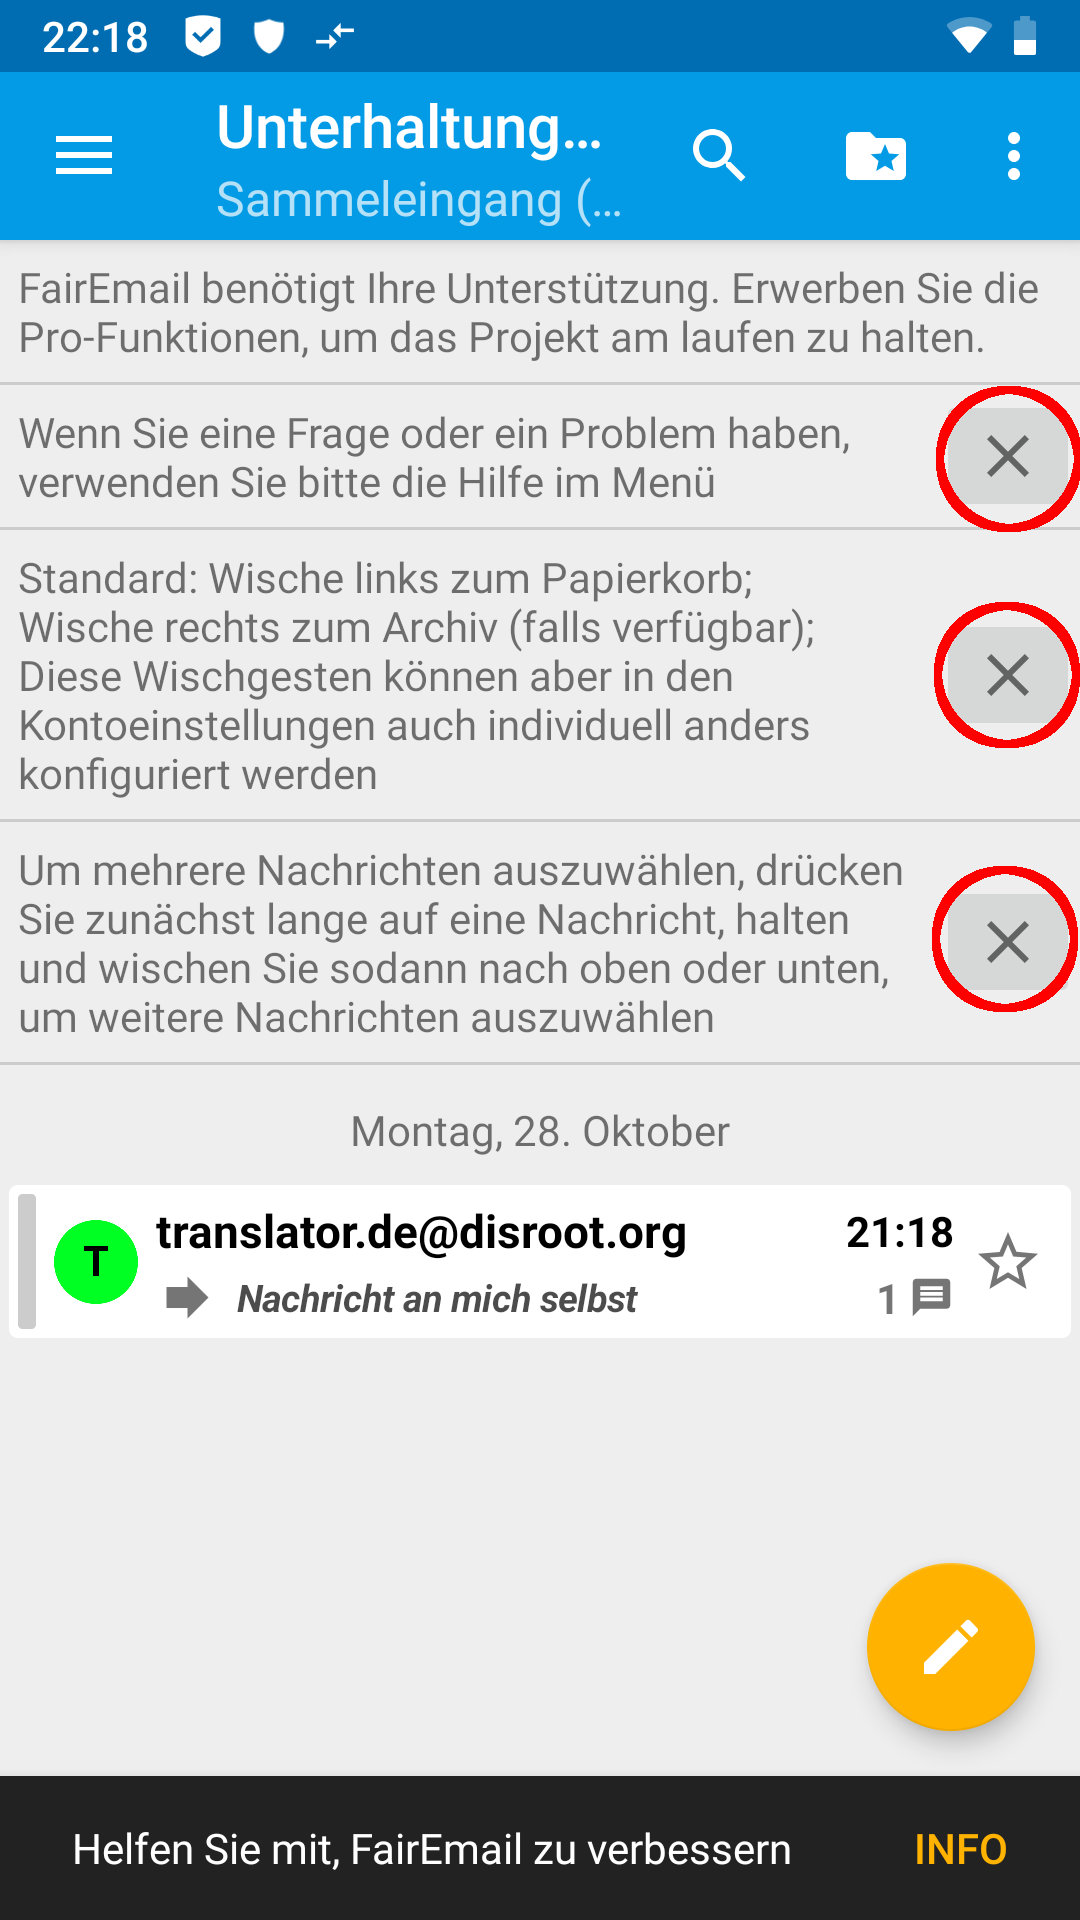 22:18
Unterhaltung...
Sammeleingang (...
FairEmail benötigt Ihre Unterstützung. Erwerben Sie die
Pro-Funktionen, um das Projekt am laufen zu halten.
Wenn Sie eine Frage oder ein Problem haben,
verwenden Sie bitte die Hilfe im Menü
Standard: Wische links zum Papierkorb;
Wische rechts zum Archiv (falls verfügbar);
Diese Wischgesten können aber in den
Kontoeinstellungen auch individuell anders
konfiguriert werden
Um mehrere Nachrichten auszuwählen, drücken
Sie zunächst lange auf eine Nachricht, halten
und wischen Sie sodann nach oben oder unten,
um weitere Nachrichten auszuwählen
Montag, 28. Oktober
T translator.de@disroot.org 21:18
Nachricht an mich selbst 1
Helfen Sie mit, FairEmail zu verbessern INFO